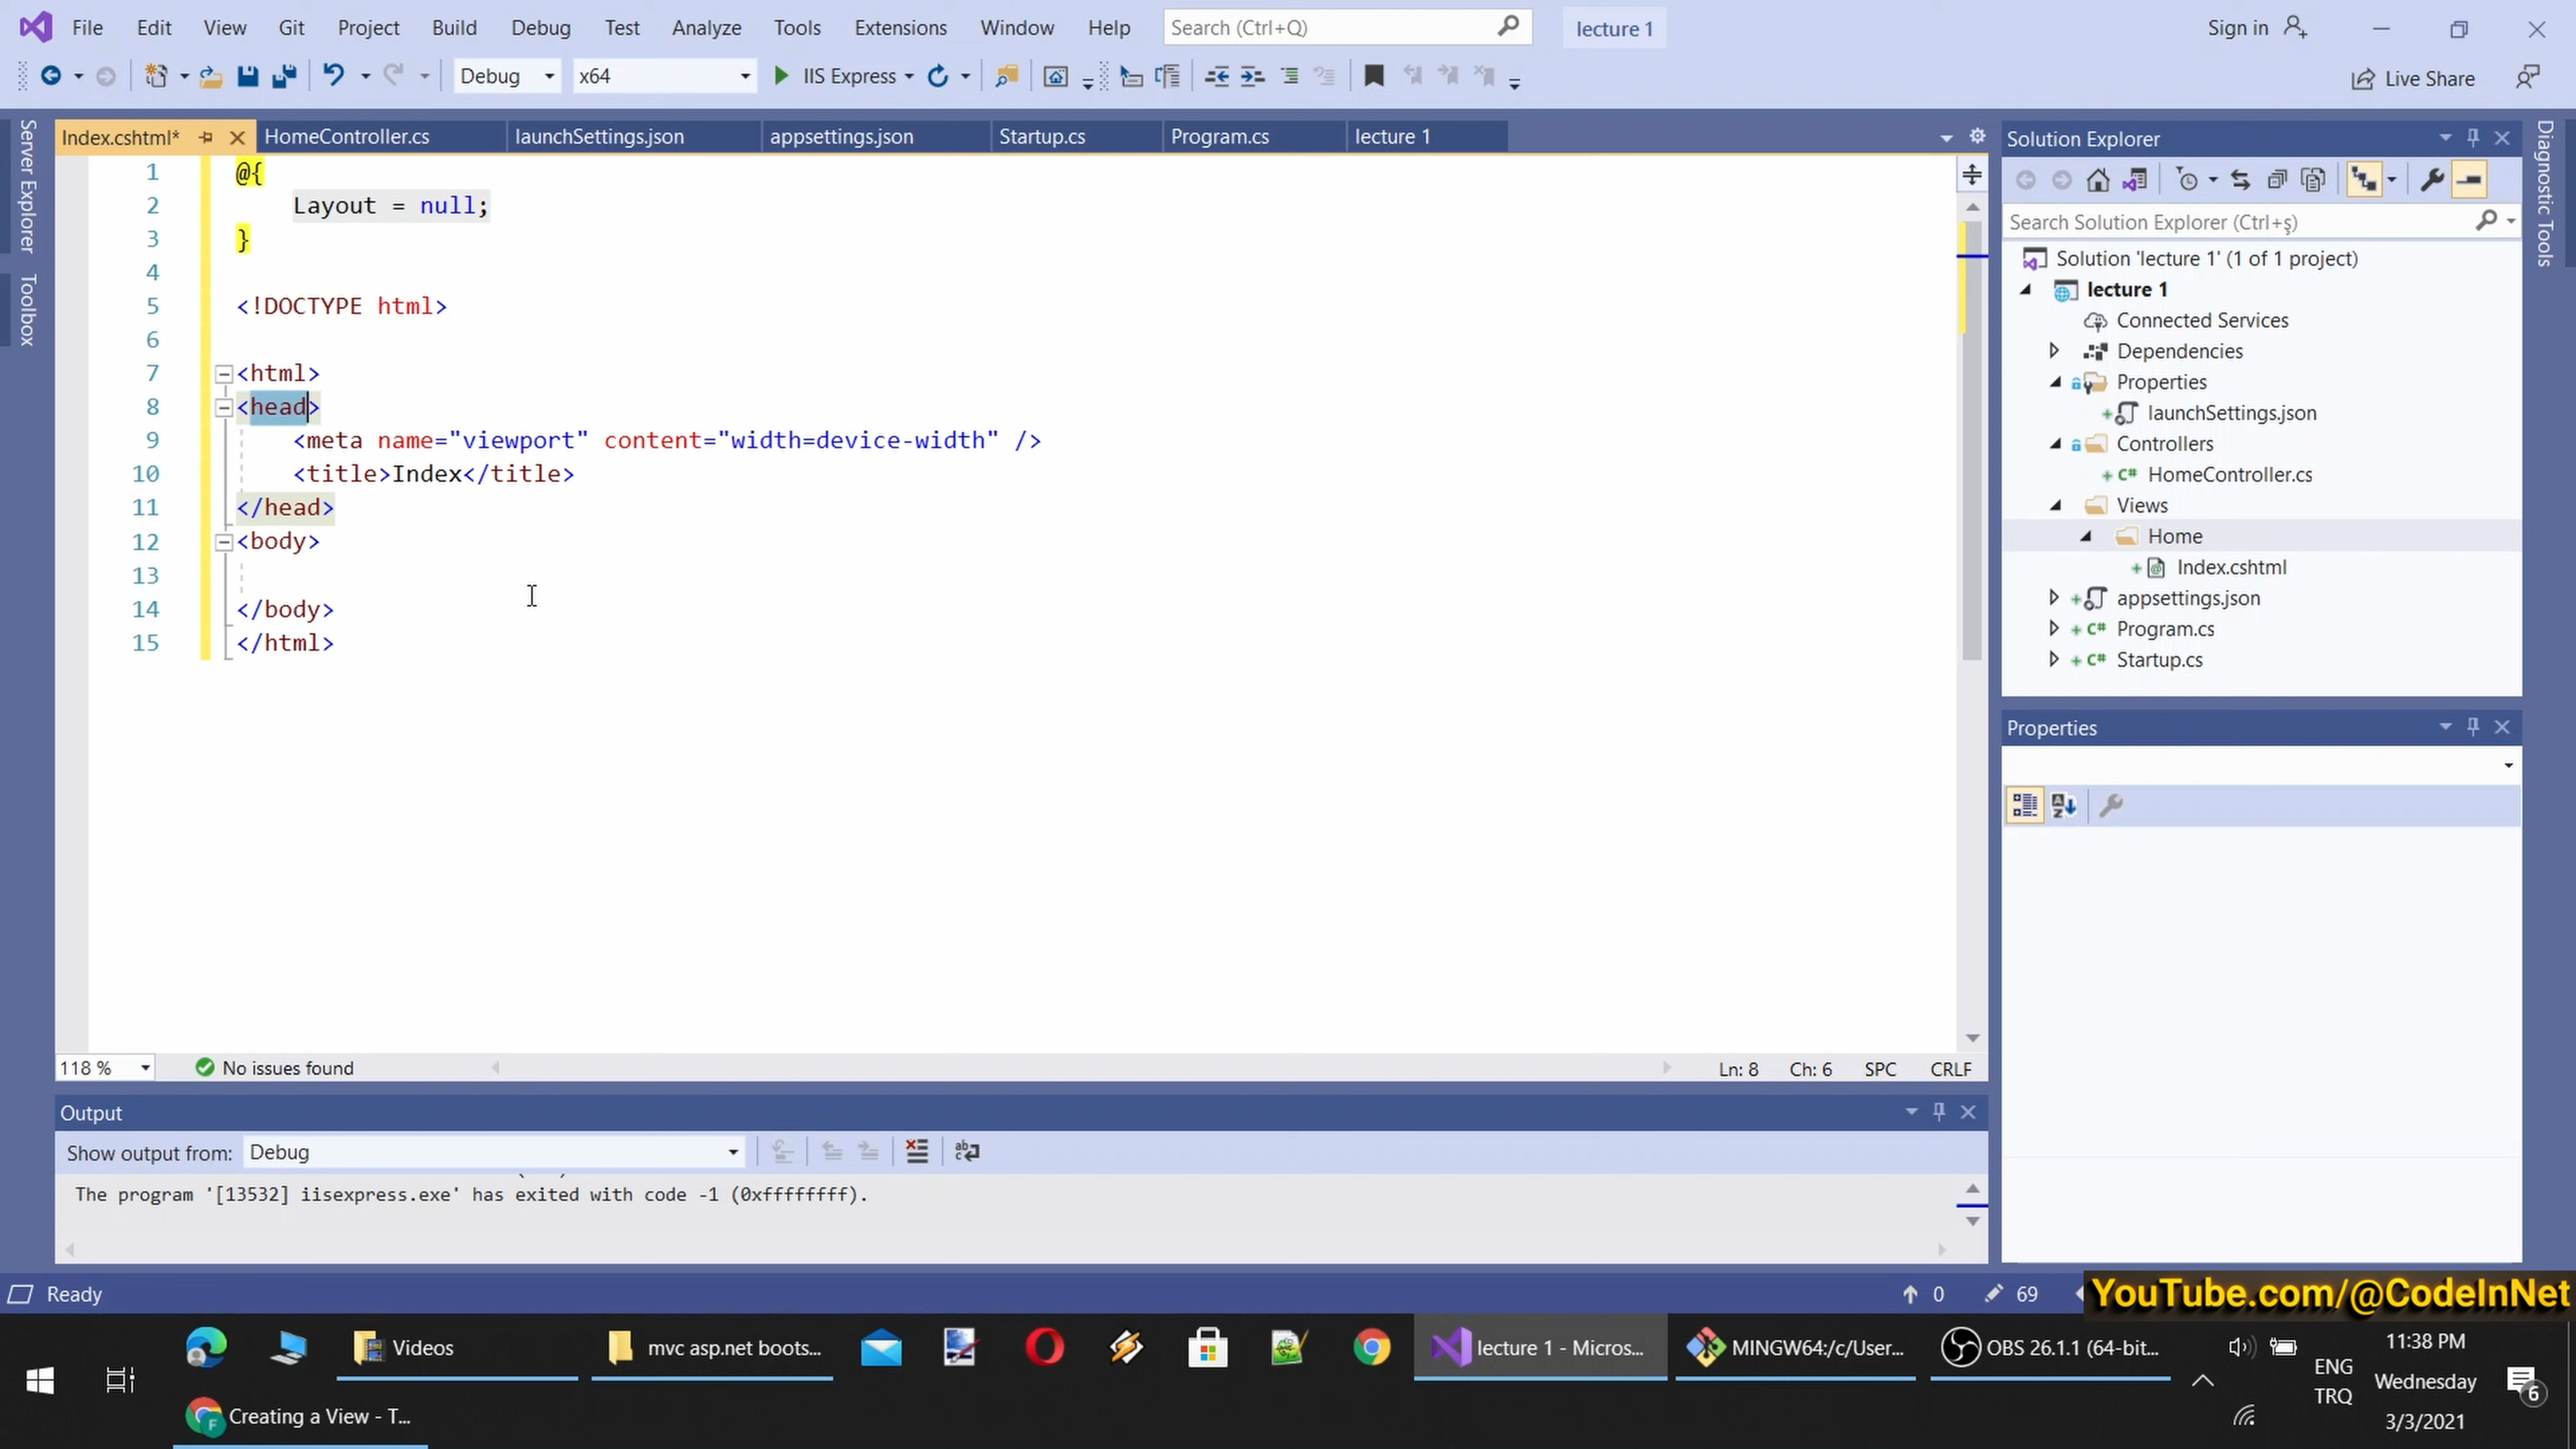 File Edit View Git Project Build Debug Test Analyze Tools Extensions Window Help Search (Ctrl+Q) lecture 1 Sign in
Debug x64 IIS Express Live Share
Server Explorer
Toolbox
Index.cshtml* HomeController.cs launchSettings.json appsettings.json Startup.cs Program.cs lecture 1
1 @{
2 Layout = null;
3 }
4
5 <!DOCTYPE html>
6
7 <html>
8 <head>
9 <meta name="viewport" content="width=device-width" />
10 <title>Index</title>
11 </head>
12 <body>
13
14 </body>
15 </html>
118 % No issues found Ln: 8 Ch: 6 SPC CRLF
Output
Show output from: Debug
The program '[13532] iisexpress.exe' has exited with code -1 (0xffffffff).
Solution Explorer
Search Solution Explorer (Ctrl+ş)
Solution 'lecture 1' (1 of 1 project)
lecture 1
Connected Services
Dependencies
Properties
launchSettings.json
Controllers
HomeController.cs
Views
Home
Index.cshtml
appsettings.json
Program.cs
Startup.cs
Properties
Diagnostic Tools
Ready 0 69
YouTube.com/@CodeInNet
Videos mvc asp.net boots... lecture 1 - Micros... MINGW64:/c/User... OBS 26.1.1 (64-bit...
Creating a View - T...
ENG
TRQ
11:38 PM
Wednesday
3/3/2021
6